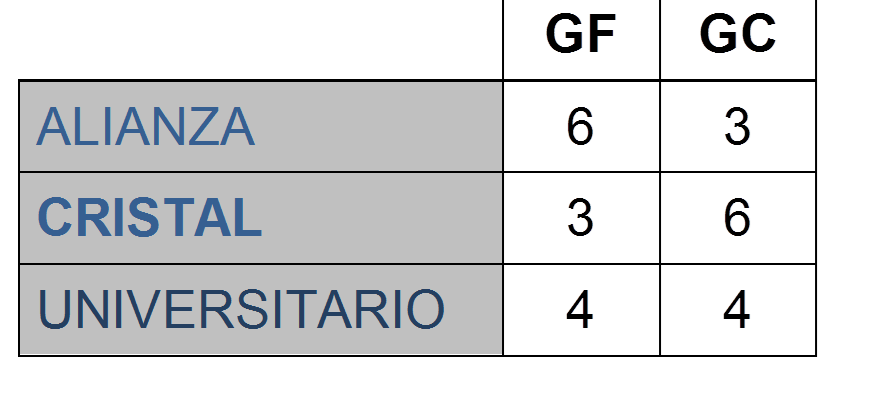 GF GC
ALIANZA 6 3
CRISTAL 3 6
UNIVERSITARIO 4 4